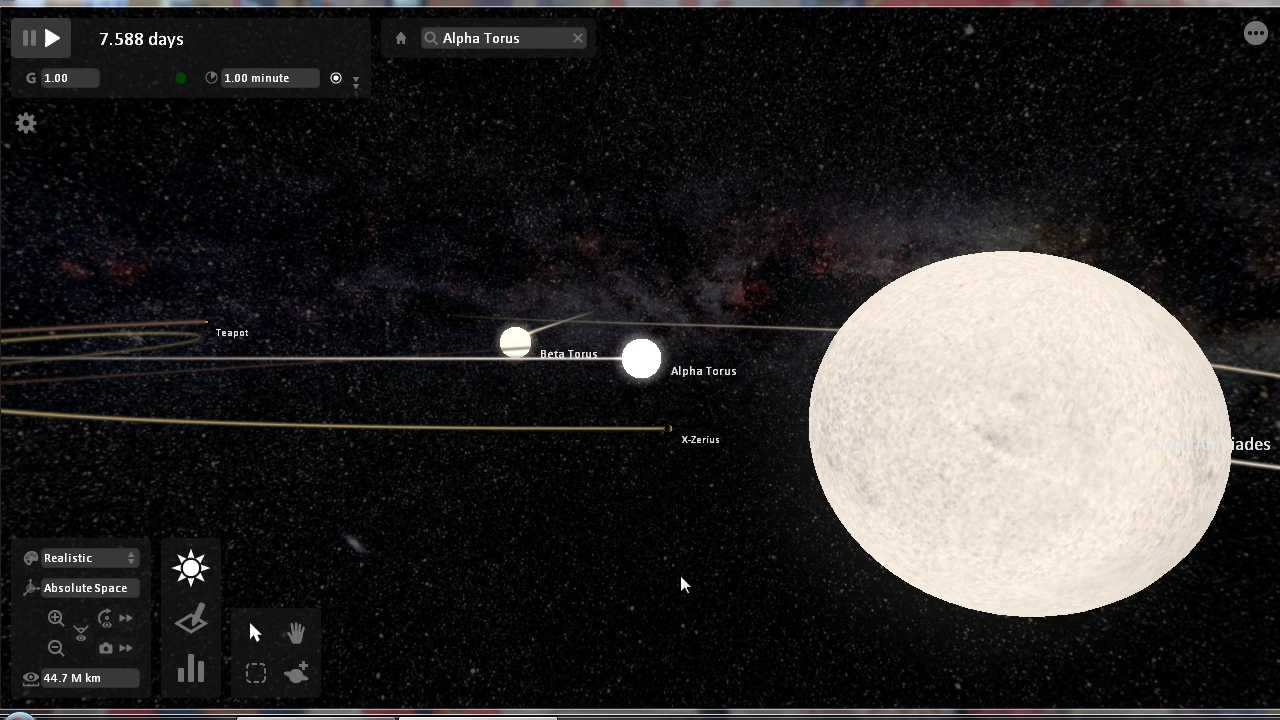 7.588 days
Alpha Torus
G 1.00
1.00 minute
Teapot
Beta Torus
Alpha Torus
X-Zerius
Realistic
Absolute Space
44.7 M km